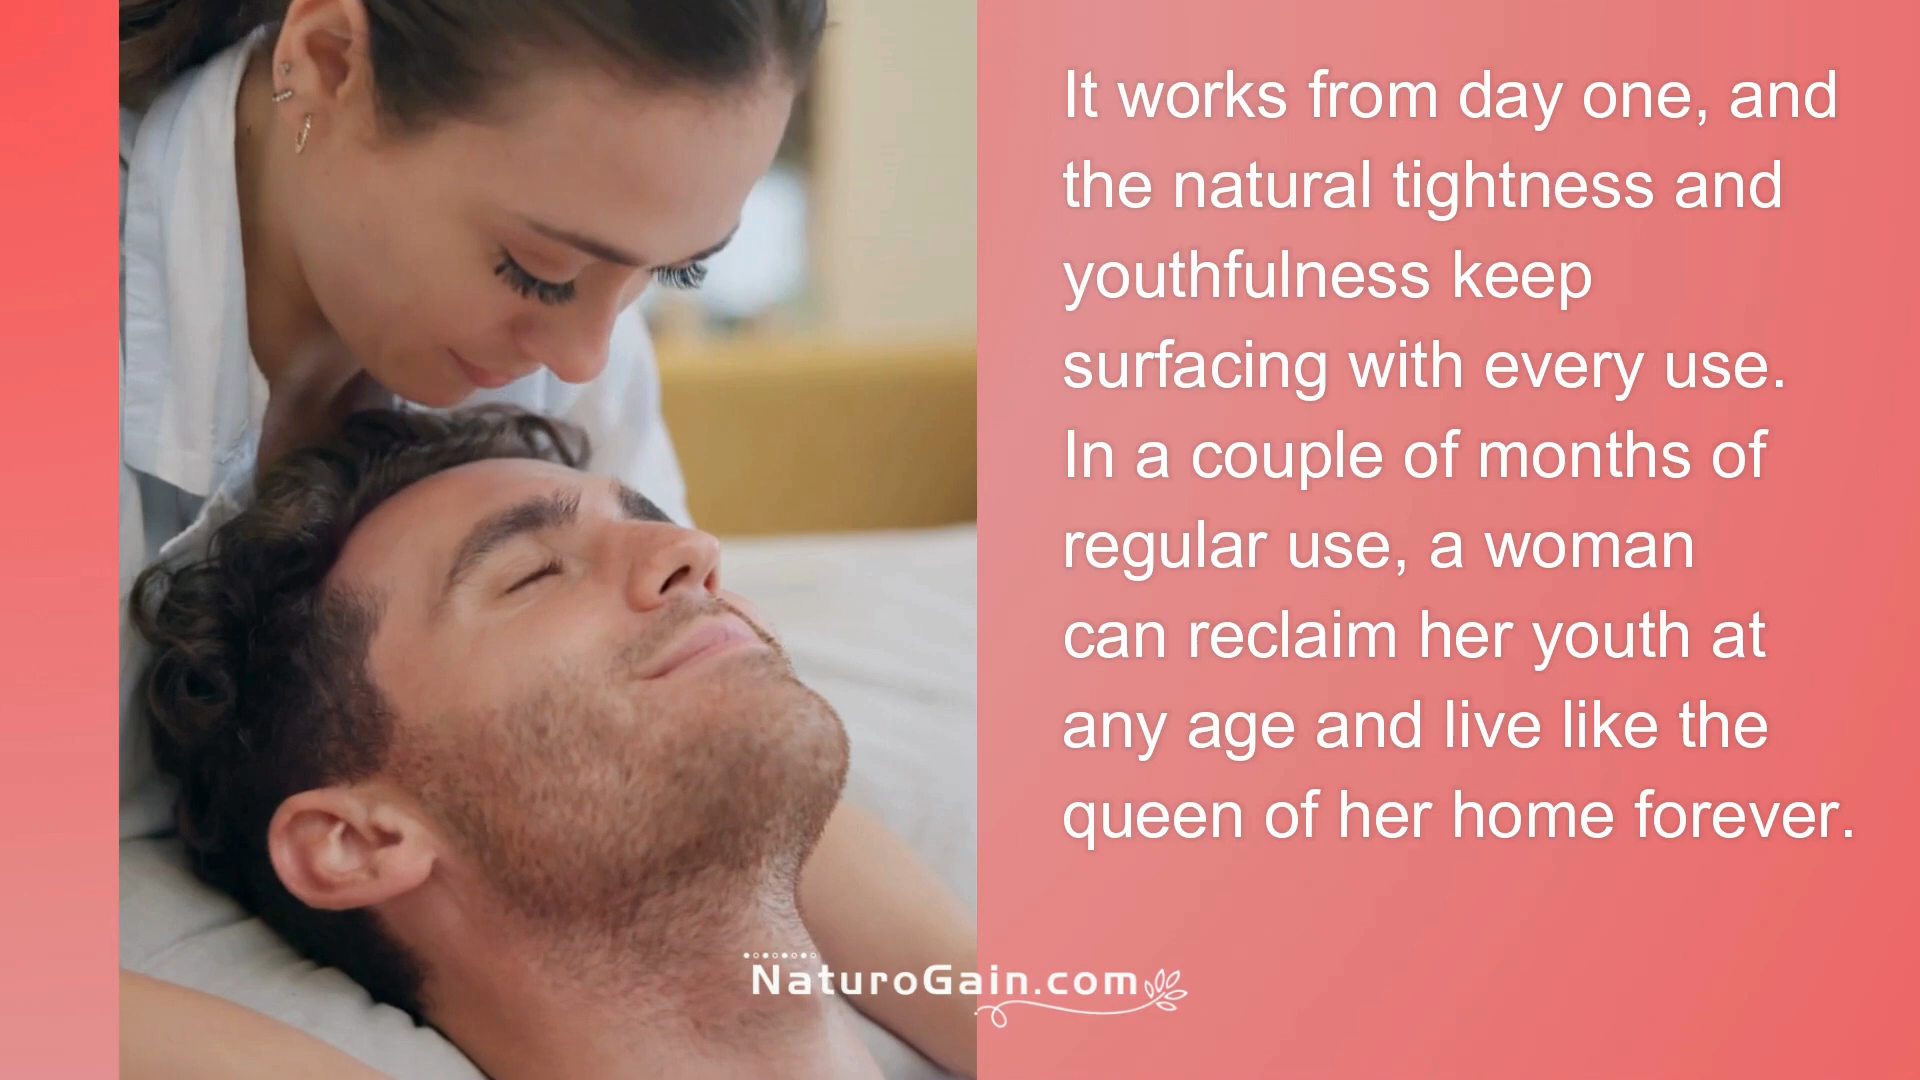 It works from day one, and
the natural tightness and
youthfulness keep
surfacing with every use.
In a couple of months of
regular use, a woman
can reclaim her youth at
any age and live like the
queen of her home forever.
NaturoGain.com